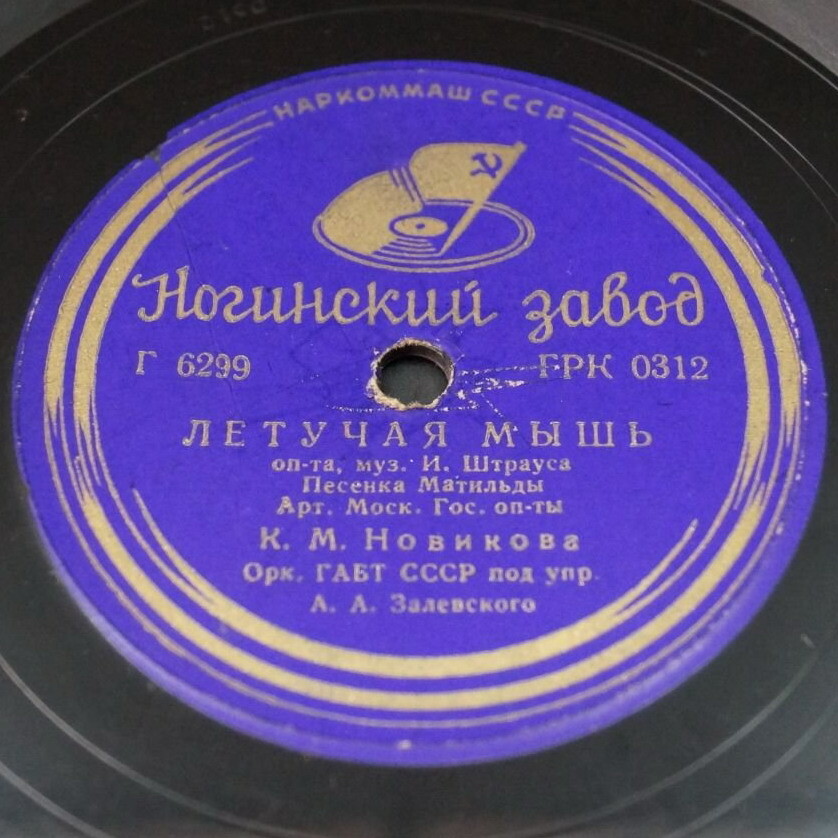 НАРКОММАШ СССР
Ногинский завод
Г 6299 ГРК 0312
ЛЕТУЧАЯ МЫШЬ
оп-та, муз. И. Штрауса
Песенка Матильды
Арт. Моск. Гос. оп-ты
К. М. Новикова
Орк. ГАБТ СССР под упр.
А. А. Залевского